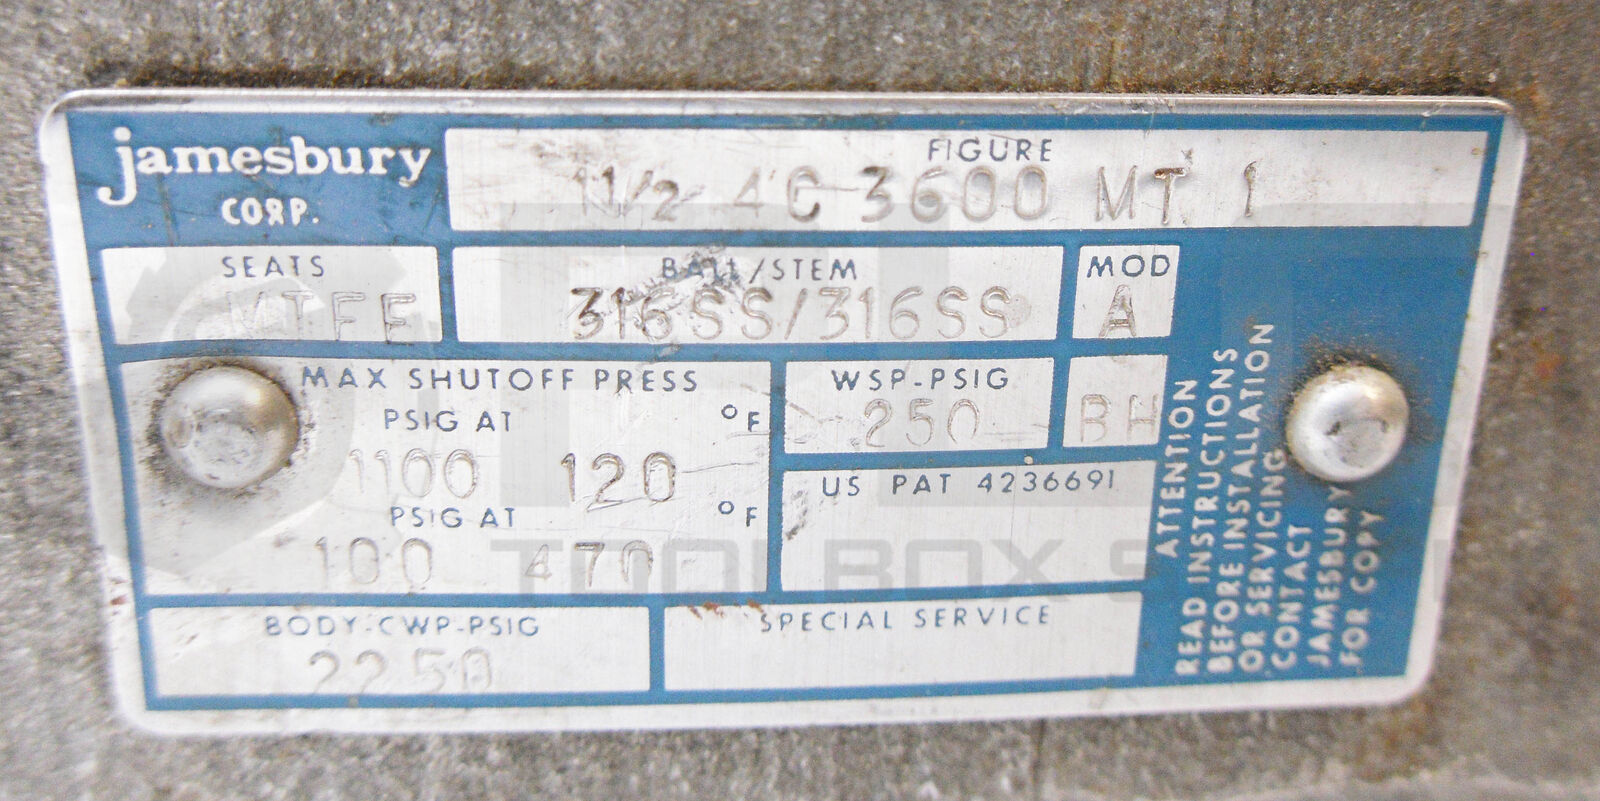 jamesbury
CORP.
FIGURE
1 1/2 4C 3600 MT 1
SEATS
MTFE
BALL/STEM
316SS/316SS
MOD
A
MAX SHUTOFF PRESS
PSIG AT °F
1100 120
PSIG AT °F
100 470
WSP-PSIG
250
BH
US PAT 4236691
BODY-CWP-PSIG
2250
SPECIAL SERVICE
ATTENTION
READ INSTRUCTIONS
BEFORE INSTALLATION
OR SERVICING
CONTACT
JAMESBURY
FOR COPY
TOOLBOX